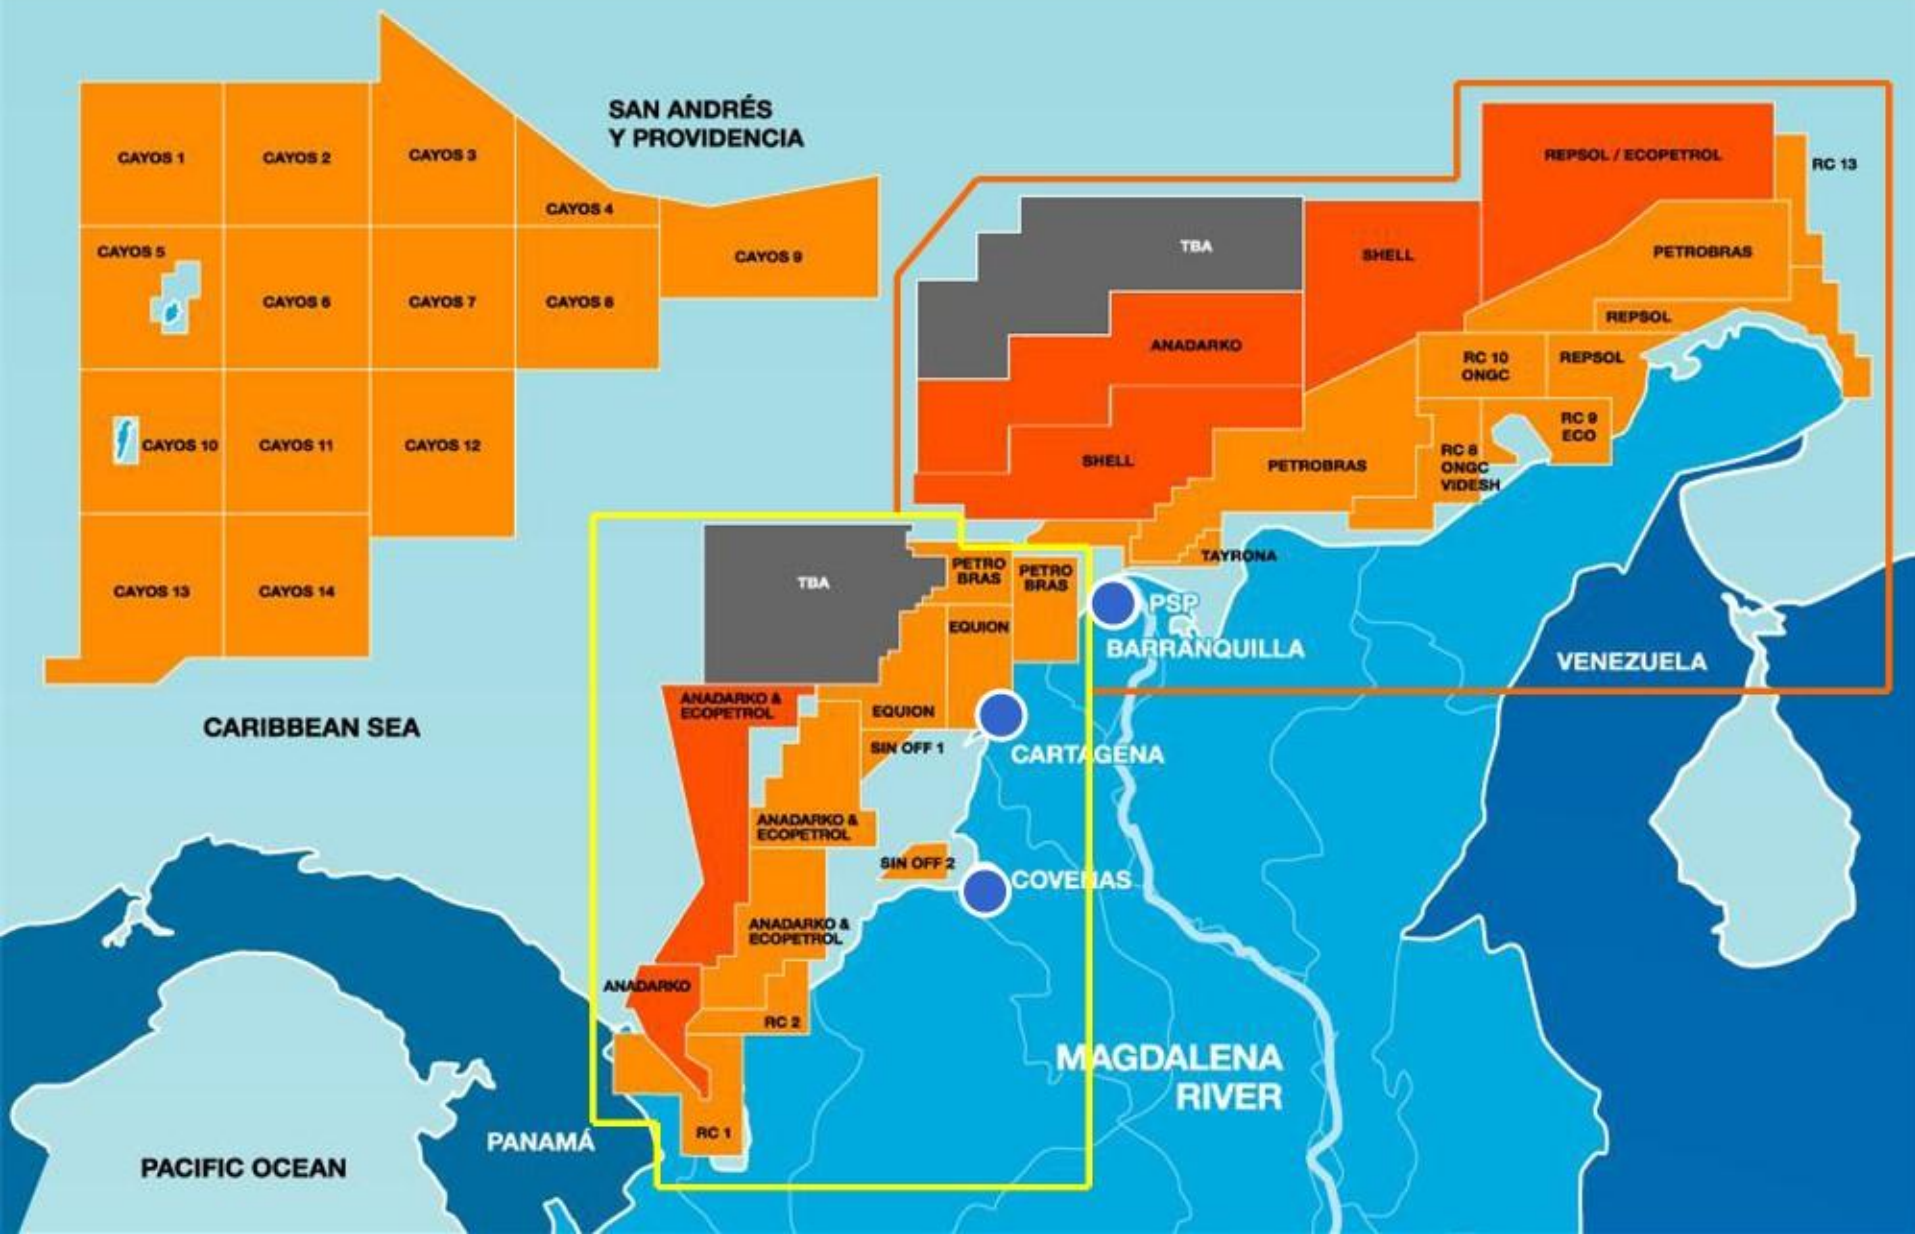 SAN ANDRÉS
Y PROVIDENCIA
CAYOS 1
CAYOS 2
CAYOS 3
CAYOS 4
CAYOS 5
CAYOS 6
CAYOS 7
CAYOS 8
CAYOS 9
CAYOS 10
CAYOS 11
CAYOS 12
CAYOS 13
CAYOS 14
REPSOL / ECOPETROL
RC 13
TBA
SHELL
PETROBRAS
REPSOL
ANADARKO
RC 10
ONGC
REPSOL
RC 9
ECO
SHELL
PETROBRAS
RC 8
ONGC
VIDESH
TAYRONA
TBA
PETRO
BRAS
PETRO
BRAS
EQUION
PSP
BARRANQUILLA
VENEZUELA
ANADARKO &
ECOPETROL
EQUION
SIN OFF 1
CARTAGENA
CARIBBEAN SEA
ANADARKO &
ECOPETROL
SIN OFF 2
COVEÑAS
ANADARKO &
ECOPETROL
ANADARKO
RC 2
MAGDALENA
RIVER
RC 1
PANAMÁ
PACIFIC OCEAN